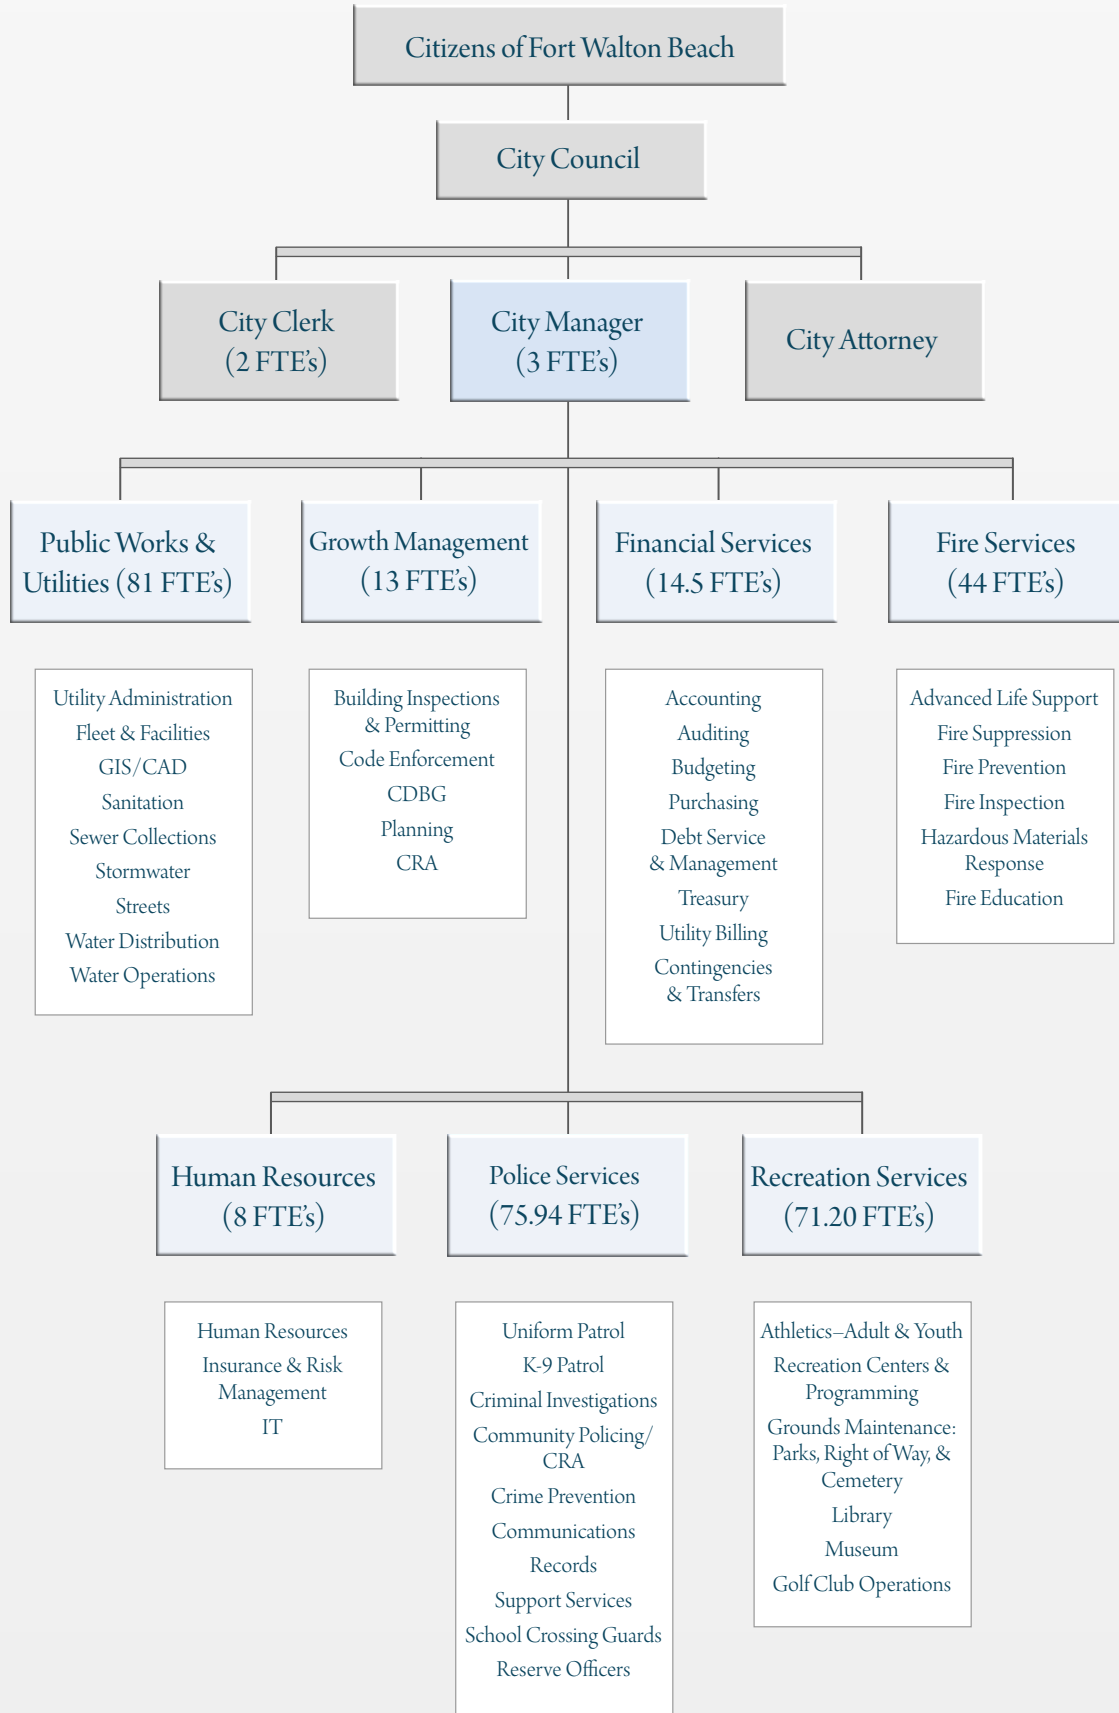 Citizens of Fort Walton Beach
City Council
City Clerk
(2 FTE's)
City Manager
(3 FTE's)
City Attorney
Public Works &
Utilities (81 FTE's)
Growth Management
(13 FTE's)
Financial Services
(14.5 FTE's)
Fire Services
(44 FTE's)
Utility Administration
Fleet & Facilities
GIS/CAD
Sanitation
Sewer Collections
Stormwater
Streets
Water Distribution
Water Operations
Building Inspections
& Permitting
Code Enforcement
CDBG
Planning
CRA
Accounting
Auditing
Budgeting
Purchasing
Debt Service
& Management
Treasury
Utility Billing
Contingencies
& Transfers
Advanced Life Support
Fire Suppression
Fire Prevention
Fire Inspection
Hazardous Materials
Response
Fire Education
Human Resources
(8 FTE's)
Police Services
(75.94 FTE's)
Recreation Services
(71.20 FTE's)
Human Resources
Insurance & Risk
Management
IT
Uniform Patrol
K-9 Patrol
Criminal Investigations
Community Policing/
CRA
Crime Prevention
Communications
Records
Support Services
School Crossing Guards
Reserve Officers
Athletics–Adult & Youth
Recreation Centers &
Programming
Grounds Maintenance:
Parks, Right of Way, &
Cemetery
Library
Museum
Golf Club Operations